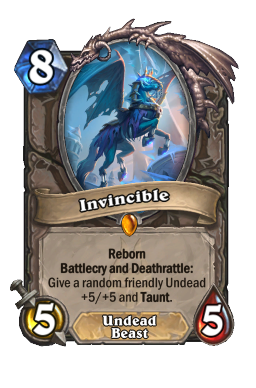 8
Invincible
Reborn
Battlecry and Deathrattle:
Give a random friendly Undead
+5/+5 and Taunt.
5
Undead
Beast
5